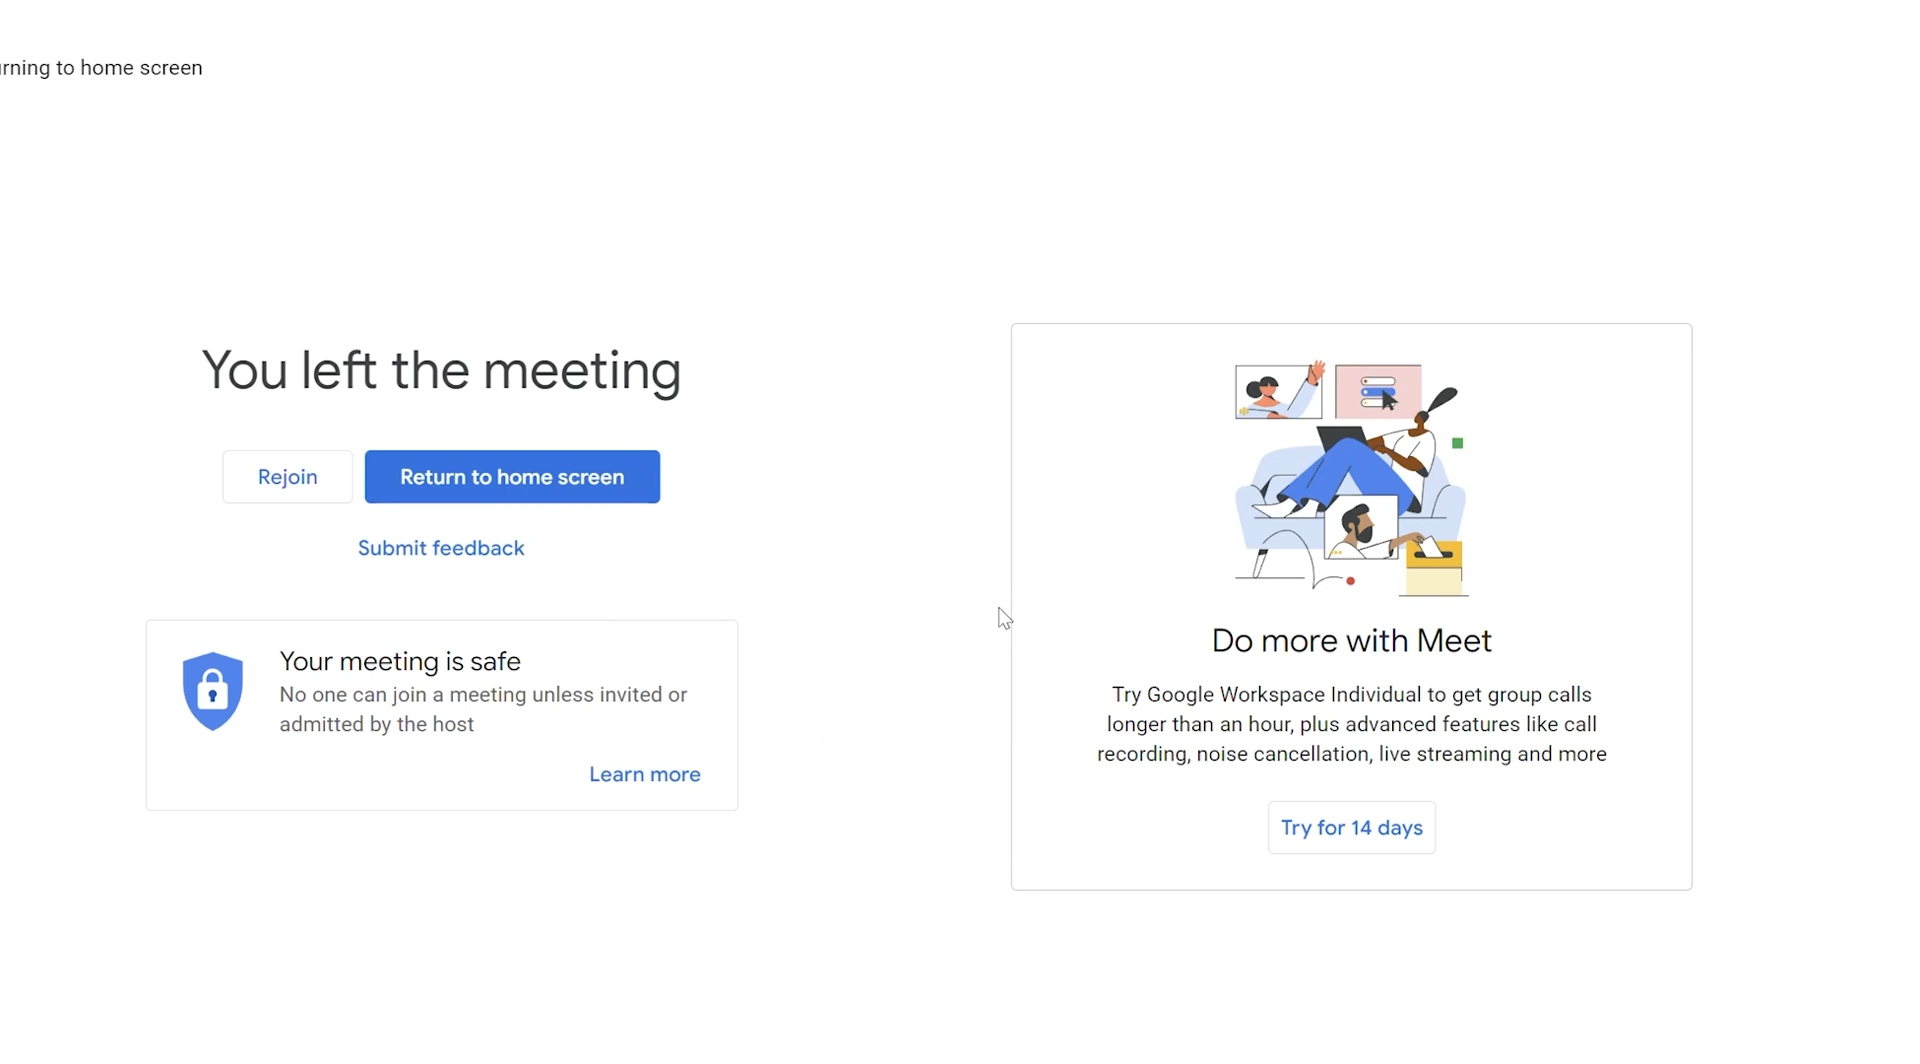 to home screen
You left the meeting
Rejoin
Return to home screen
Submit feedback
Your meeting is safe
No one can join a meeting unless invited or
admitted by the host
Learn more
Do more with Meet
Try Google Workspace Individual to get group calls
longer than an hour, plus advanced features like call
recording, noise cancellation, live streaming and more
Try for 14 days